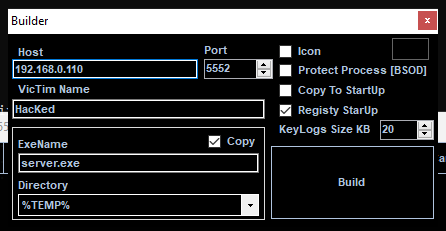 Builder
Host
Port
Icon
192.168.0.110
5552
Protect Process [BSOD]
VicTim Name
Copy To StartUp
HacKed
Registy StarUp
KeyLogs Size KB
20
ExeName
Copy
server.exe
Build
Directory
%TEMP%